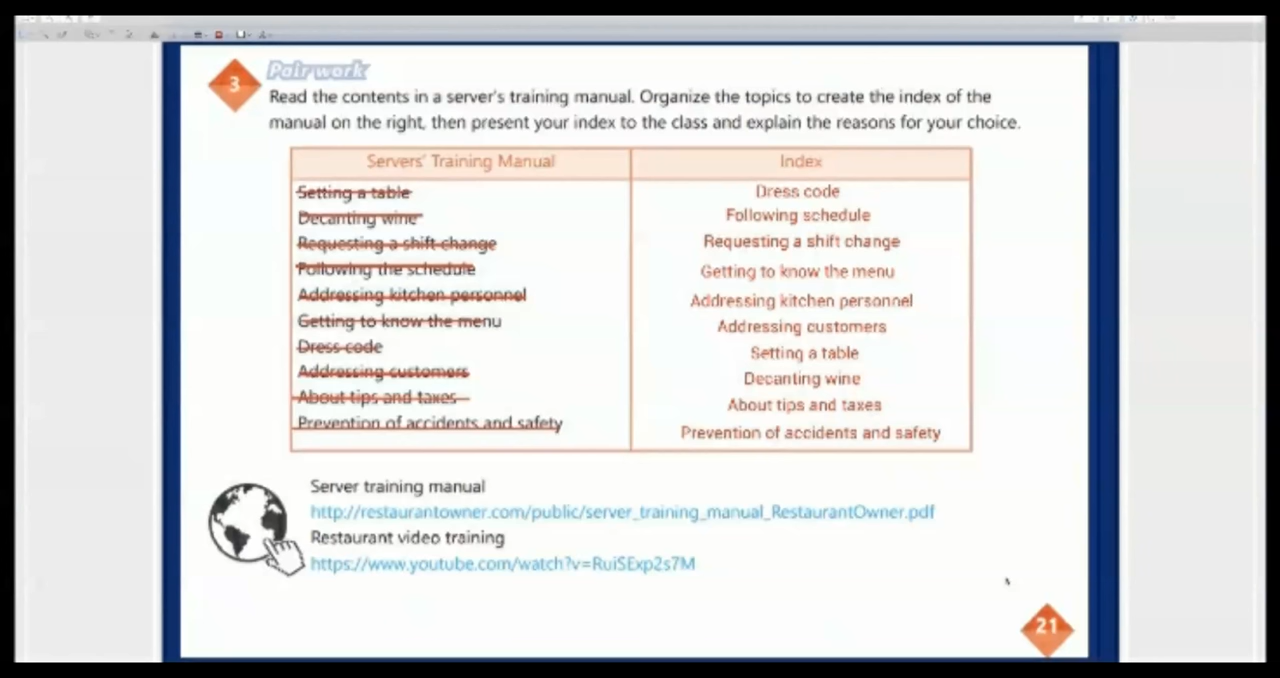 3
Pair work
Read the contents in a server's training manual. Organize the topics to create the index of the
manual on the right, then present your index to the class and explain the reasons for your choice.
Servers' Training Manual
Index
Setting a table
Decanting wine
Requesting a shift change
Following the schedule
Addressing kitchen personnel
Getting to know the menu
Dress code
Addressing customers
About tips and taxes
Prevention of accidents and safety
Dress code
Following schedule
Requesting a shift change
Getting to know the menu
Addressing kitchen personnel
Addressing customers
Setting a table
Decanting wine
About tips and taxes
Prevention of accidents and safety
Server training manual
http://restaurantowner.com/public/server_training_manual_RestaurantOwner.pdf
Restaurant video training
https://www.youtube.com/watch?v=RuiSExp2s7M
21